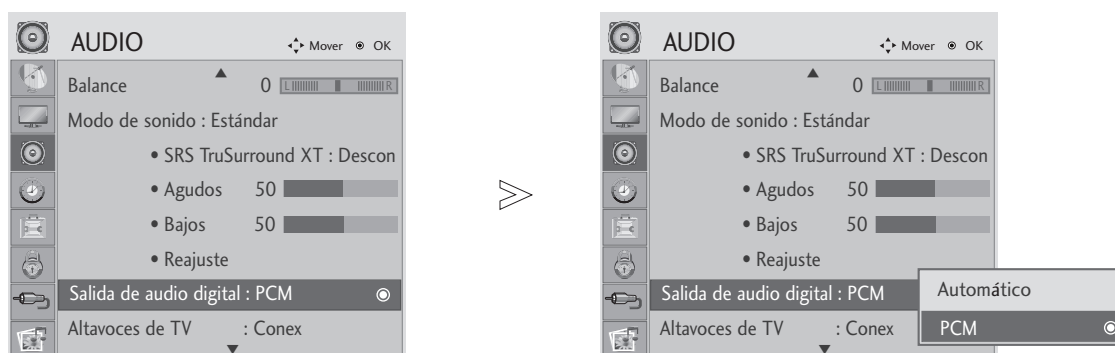 AUDIO Mover OK
Balance 0 L R
Modo de sonido : Estándar
• SRS TruSurround XT : Descon
• Agudos 50
• Bajos 50
• Reajuste
Salida de audio digital : PCM
Altavoces de TV : Conex
AUDIO Mover OK
Balance 0 L R
Modo de sonido : Estándar
• SRS TruSurround XT : Descon
• Agudos 50
• Bajos 50
• Reajuste
Salida de audio digital : PCM
Altavoces de TV : Conex
Automático
PCM